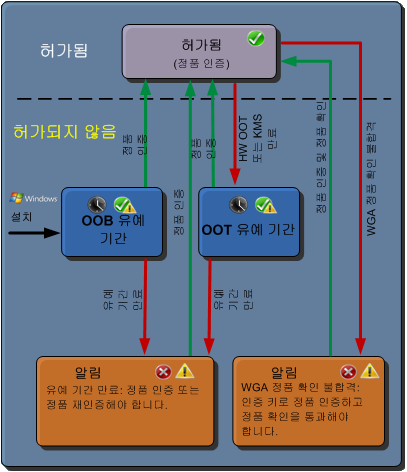 허가됨
허가됨
(정품 인증)
허가되지 않음
정품
인증
정품 인증
정품
인증
HW OOT
또는 KMS
만료
정품 인증 및 정품 확인
WGA 정품 확인 불합격
Windows
설치
OOB 유예
기간
OOT 유예 기간
유예
기간
만료
유예
기간
만료
알림
유예 기간 만료: 정품 인증 또는
정품 재인증해야 합니다.
알림
WGA 정품 확인 불합격:
인증 키로 정품 인증하고
정품 확인을 통과해야
합니다.